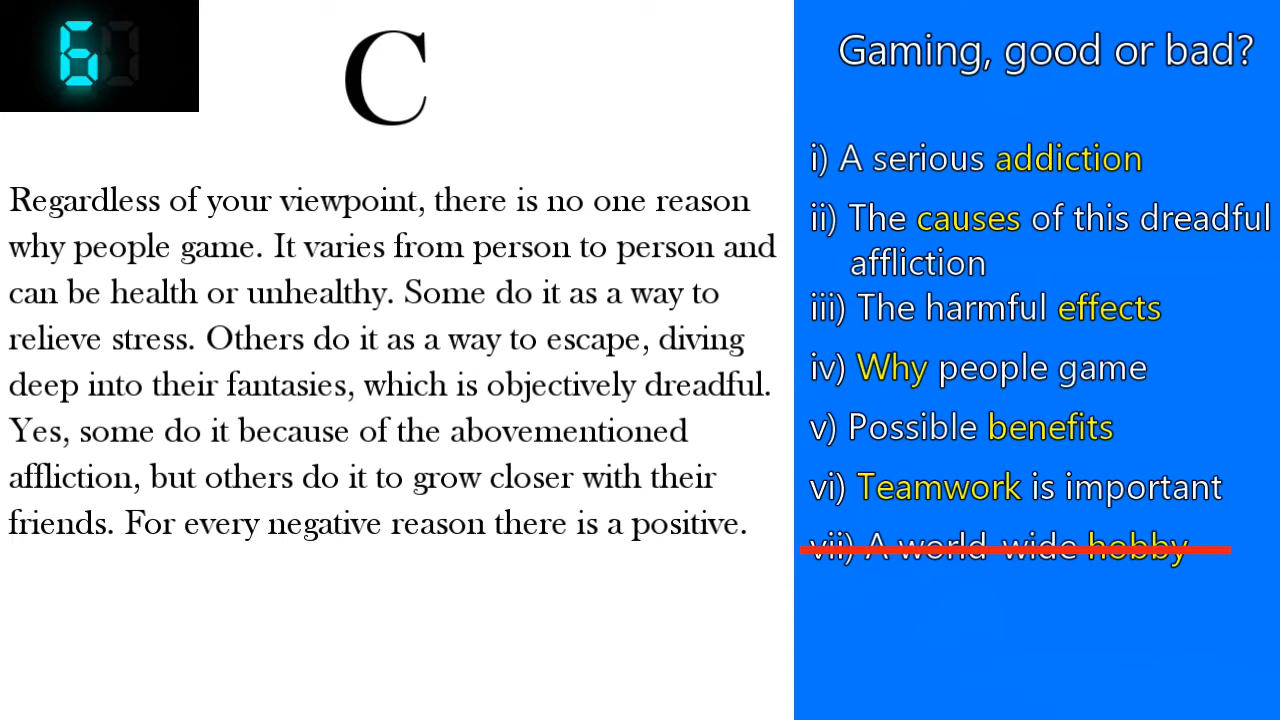 6
C
Regardless of your viewpoint, there is no one reason
why people game. It varies from person to person and
can be health or unhealthy. Some do it as a way to
relieve stress. Others do it as a way to escape, diving
deep into their fantasies, which is objectively dreadful.
Yes, some do it because of the abovementioned
affliction, but others do it to grow closer with their
friends. For every negative reason there is a positive.
Gaming, good or bad?
i) A serious addiction
ii) The causes of this dreadful
affliction
iii) The harmful effects
iv) Why people game
v) Possible benefits
vi) Teamwork is important
vii) A world-wide hobby